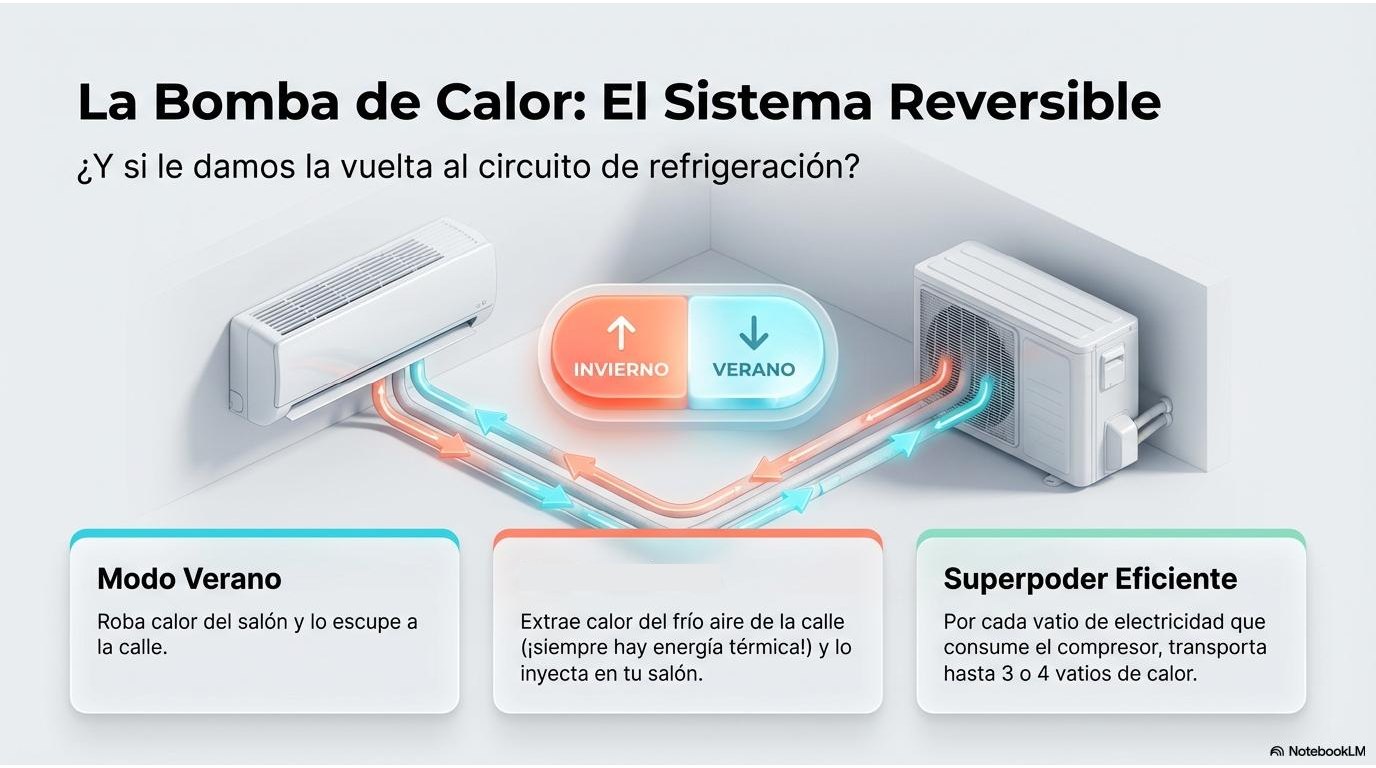 La Bomba de Calor: El Sistema Reversible
¿Y si le damos la vuelta al circuito de refrigeración?
INVIERNO
VERANO
Modo Verano
Roba calor del salón y lo escupe a
la calle.
Extrae calor del frío aire de la calle
(¡siempre hay energía térmica!) y lo
inyecta en tu salón.
Superpoder Eficiente
Por cada vatio de electricidad que
consume el compresor, transporta
hasta 3 o 4 vatios de calor.
NotebookLM